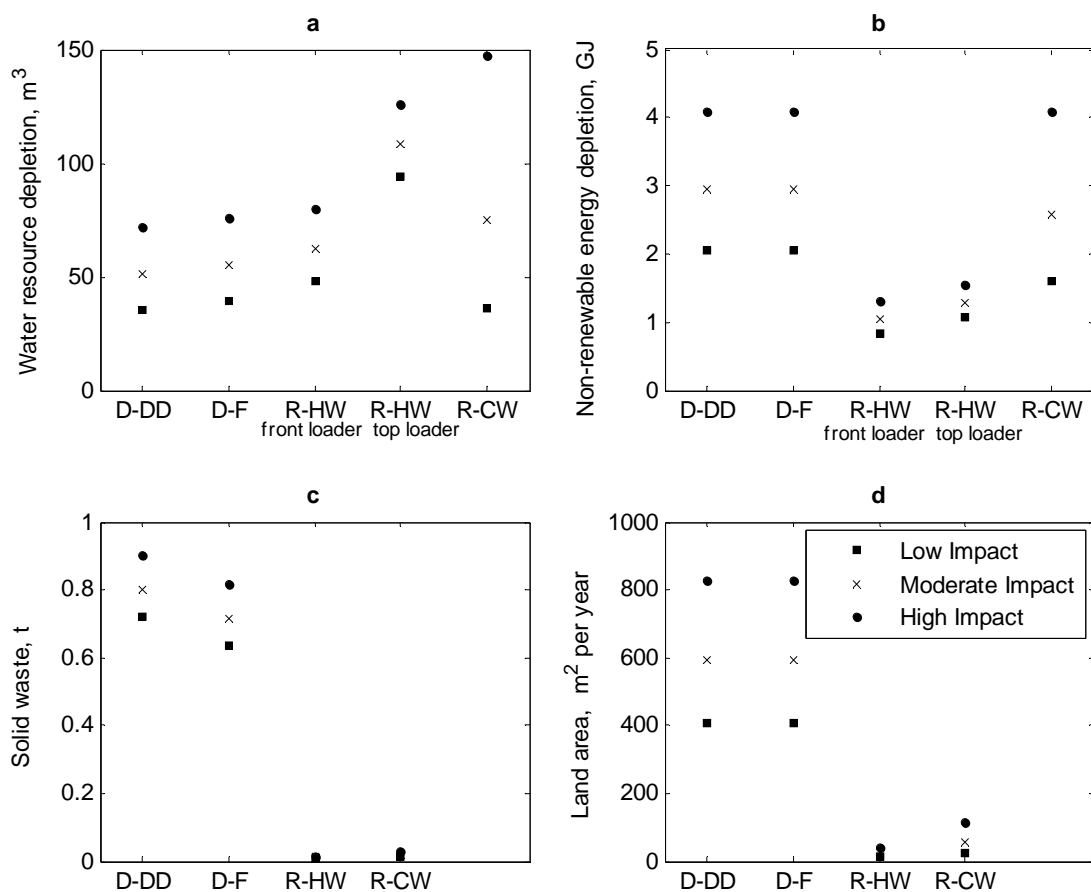 a
Water resource depletion, m³
150
100
50
0
D-DD D-F R-HW R-HW R-CW
front loader top loader
b
Non-renewable energy depletion, GJ
5
4
3
2
1
0
D-DD D-F R-HW R-HW R-CW
front loader top loader
c
Solid waste, t
1
0.8
0.6
0.4
0.2
0
D-DD D-F R-HW R-CW
d
Land area, m² per year
1000
800
600
400
200
0
Low Impact
Moderate Impact
High Impact
D-DD D-F R-HW R-CW